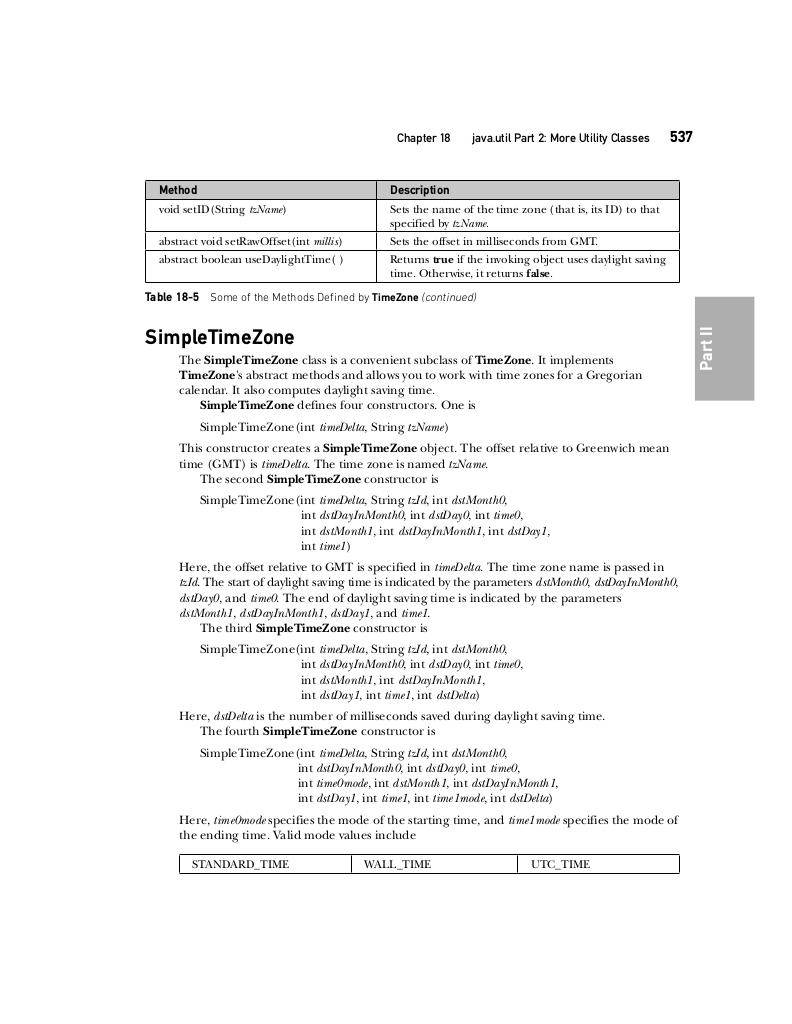 Chapter 18 java.util Part 2: More Utility Classes 537
Method Description
void setID(String tzName) Sets the name of the time zone (that is, its ID) to that
specified by tzName.
abstract void setRawOffset(int millis) Sets the offset in milliseconds from GMT.
abstract boolean useDaylightTime( ) Returns true if the invoking object uses daylight saving
time. Otherwise, it returns false.
Table 18-5 Some of the Methods Defined by TimeZone (continued)
Part II
SimpleTimeZone
The SimpleTimeZone class is a convenient subclass of TimeZone. It implements
TimeZone's abstract methods and allows you to work with time zones for a Gregorian
calendar. It also computes daylight saving time.
SimpleTimeZone defines four constructors. One is
SimpleTimeZone(int timeDelta, String tzName)
This constructor creates a SimpleTimeZone object. The offset relative to Greenwich mean
time (GMT) is timeDelta. The time zone is named tzName.
The second SimpleTimeZone constructor is
SimpleTimeZone(int timeDelta, String tzId, int dstMonth0,
int dstDayInMonth0, int dstDay0, int time0,
int dstMonth1, int dstDayInMonth1, int dstDay1,
int time1)
Here, the offset relative to GMT is specified in timeDelta. The time zone name is passed in
tzId. The start of daylight saving time is indicated by the parameters dstMonth0, dstDayInMonth0,
dstDay0, and time0. The end of daylight saving time is indicated by the parameters
dstMonth1, dstDayInMonth1, dstDay1, and time1.
The third SimpleTimeZone constructor is
SimpleTimeZone(int timeDelta, String tzId, int dstMonth0,
int dstDayInMonth0, int dstDay0, int time0,
int dstMonth1, int dstDayInMonth1,
int dstDay1, int time1, int dstDelta)
Here, dstDelta is the number of milliseconds saved during daylight saving time.
The fourth SimpleTimeZone constructor is
SimpleTimeZone(int timeDelta, String tzId, int dstMonth0,
int dstDayInMonth0, int dstDay0, int time0,
int time0mode, int dstMonth1, int dstDayInMonth1,
int dstDay1, int time1, int time1mode, int dstDelta)
Here, time0mode specifies the mode of the starting time, and time1mode specifies the mode of
the ending time. Valid mode values include
STANDARD_TIME WALL_TIME UTC_TIME